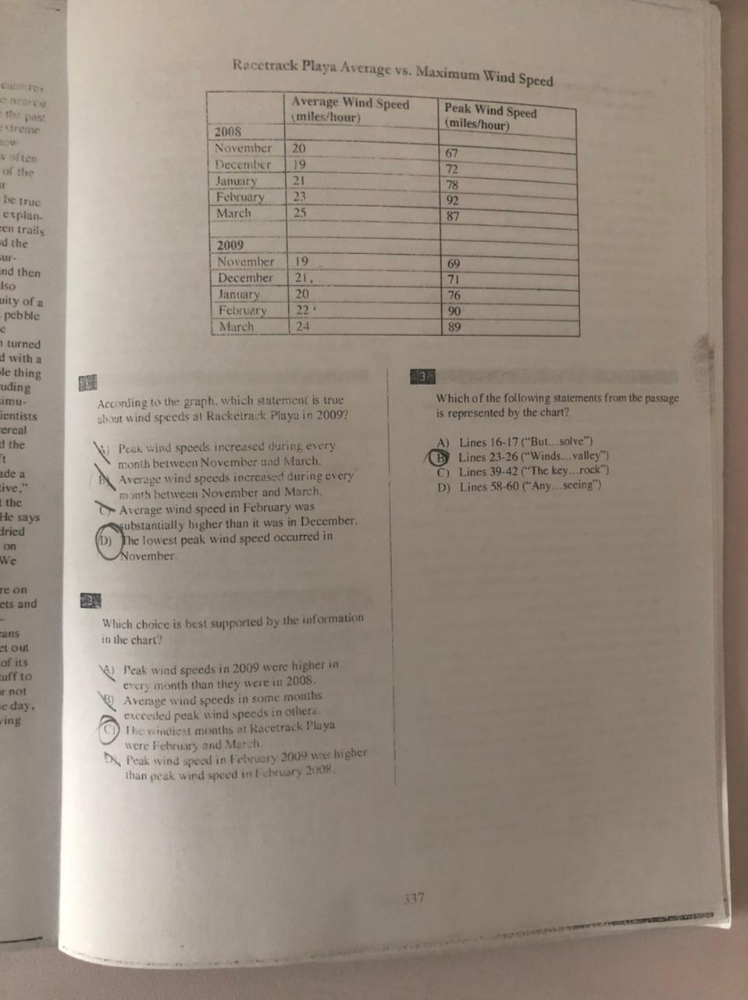 cameras
the past
extreme
now
often
of the
be true
explan-
een trails
d the
sur-
nd then
lso
uity of a
pebble
c
turned
d with a
le thing
uding
simu-
ientists
ereal
d the
't
ade a
tive."
the
He says
dried
on
We
re on
ets and
eans
et out
of its
tuff to
or not
e day,
ving
Racetrack Playa Average vs. Maximum Wind Speed
Average Wind Speed (miles/hour) Peak Wind Speed (miles/hour)
2008
November 20 67
December 19 72
January 21 78
February 23 92
March 25 87
2009
November 19 69
December 21 71
January 20 76
February 22 90
March 24 89
According to the graph, which statement is true
about wind speeds at Racketrack Playa in 2009?
A) Peak wind speeds increased during every
month between November and March.
B) Average wind speeds increased during every
month between November and March.
C) Average wind speed in February was
substantially higher than it was in December.
D) The lowest peak wind speed occurred in
November.
2
Which choice is best supported by the information
in the chart?
A) Peak wind speeds in 2009 were higher in
every month than they were in 2008.
B) Average wind speeds in some months
exceeded peak wind speeds in others.
C) The windiest months at Racetrack Playa
were February and March.
D) Peak wind speed in February 2009 was higher
than peak wind speed in February 2008.
3
Which of the following statements from the passage
is represented by the chart?
A) Lines 16-17 ("But...solve")
B) Lines 23-26 ("Winds...valley")
C) Lines 39-42 ("The key...rock")
D) Lines 58-60 ("Any...seeing")
337